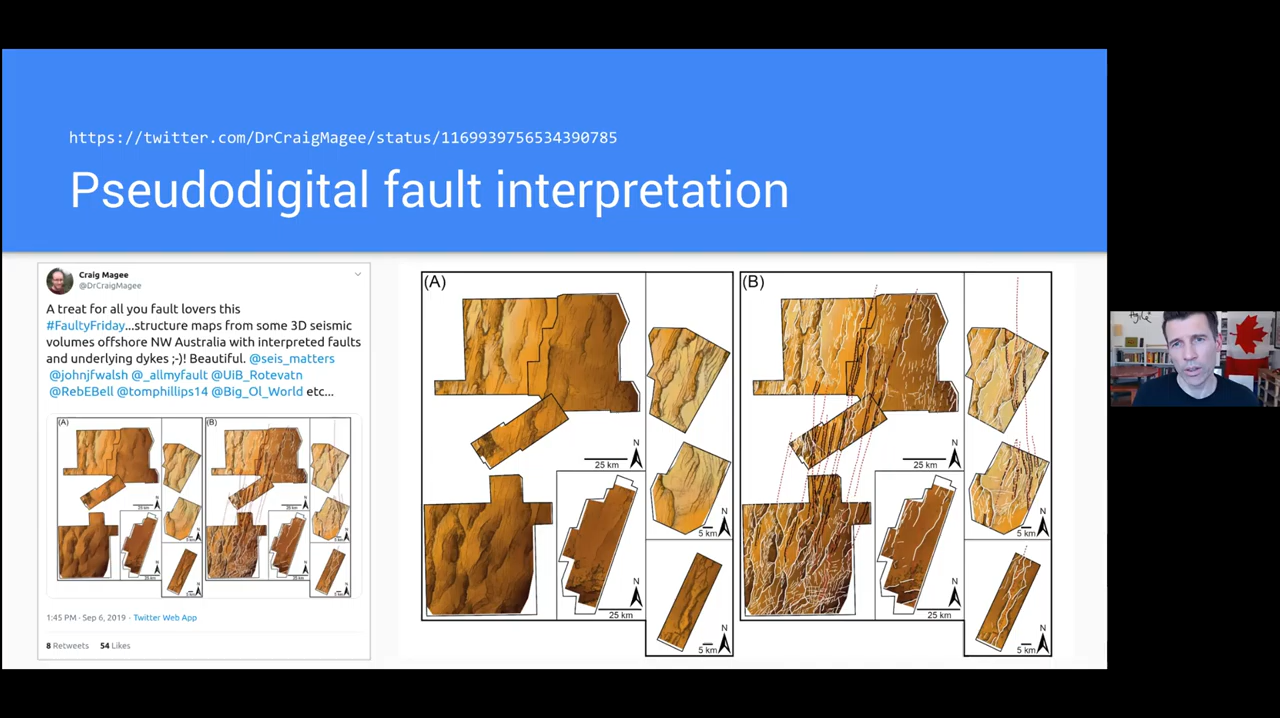 https://twitter.com/DrCraigMagee/status/1169939756534390785
Pseudodigital fault interpretation
Craig Magee
@DrCraigMagee
A treat for all you fault lovers this
#FaultyFriday...structure maps from some 3D seismic
volumes offshore NW Australia with interpreted faults
and underlying dykes ;-)! Beautiful. @seis_matters
@johnjfwalsh @_allmyfault @UiB_Rotevatn
@RebEBell @tomphillips14 @Big_Ol_World etc...
(A)
(B)
1:45 PM · Sep 6, 2019 · Twitter Web App
8 Retweets 54 Likes
(A)
N
25 km
N
5 km
N
25 km
N
5 km
(B)
N
25 km
N
5 km
N
25 km
N
5 km